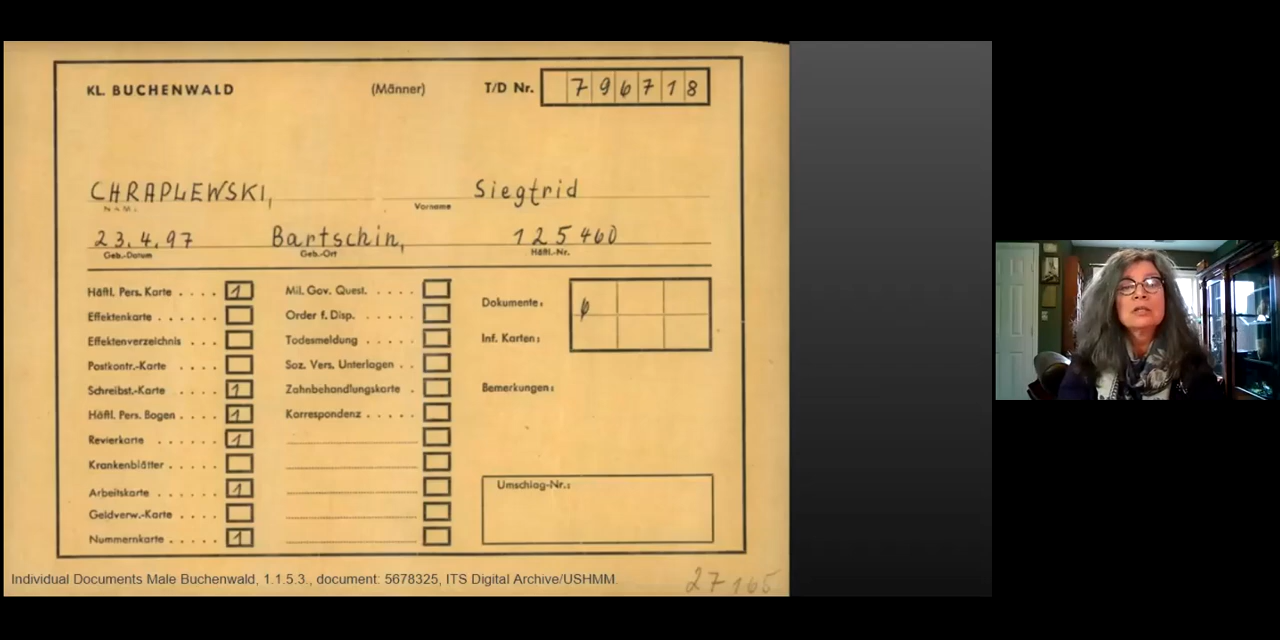 KL. BUCHENWALD (Männer) T/D Nr. 796718
CHRAPLEWSKI, Siegfrid
NAME Vorname
23.4.97 Bartschin, 125460
Geb.-Datum Geb.-Ort Häftl.-Nr.
Häftl. Pers. Karte . . . . 1 Mil. Gov. Quest. . . . . . Dokumente: 6
Effektenkarte . . . . . . Order f. Disp. . . . . .
Effektenverzeichnis . . . Todesmeldung . . . . . Inf. Karten:
Postkontr.-Karte . . . . Soz. Vers. Unterlagen . .
Schreibst.-Karte . . . . 1 Zahnbehandlungskarte . Bemerkungen:
Häftl. Pers. Bogen . . . . 1 Korrespondenz . . . . .
Revierkarte . . . . . . 1
Krankenblätter . . . . .
Arbeitskarte . . . . . . 1 Umschlag-Nr.:
Geldverw.-Karte . . . .
Nummernkarte . . . . . 1
Individual Documents Male Buchenwald, 1.1.5.3., document: 5678325, ITS Digital Archive/USHMM.
27165